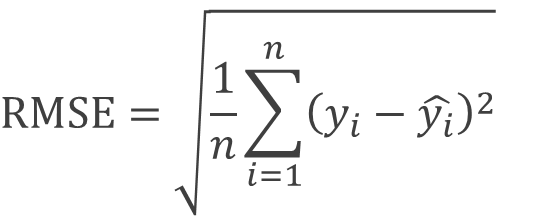 RMSE = √(1/n ∑_{i=1}^{n} (y_i − ŷ_i)²)